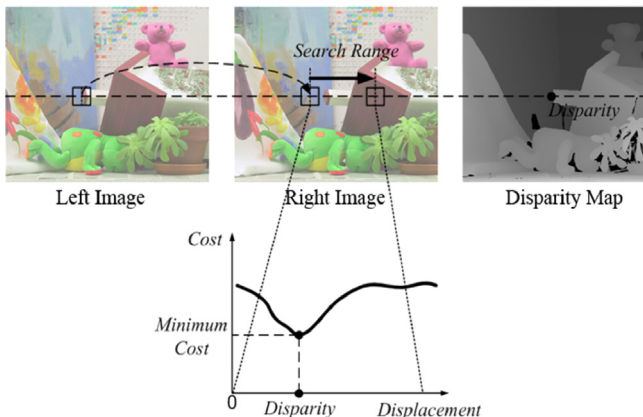 Search Range
Disparity
Left Image
Right Image
Disparity Map
Cost
Minimum
Cost
0
Disparity
Displacement